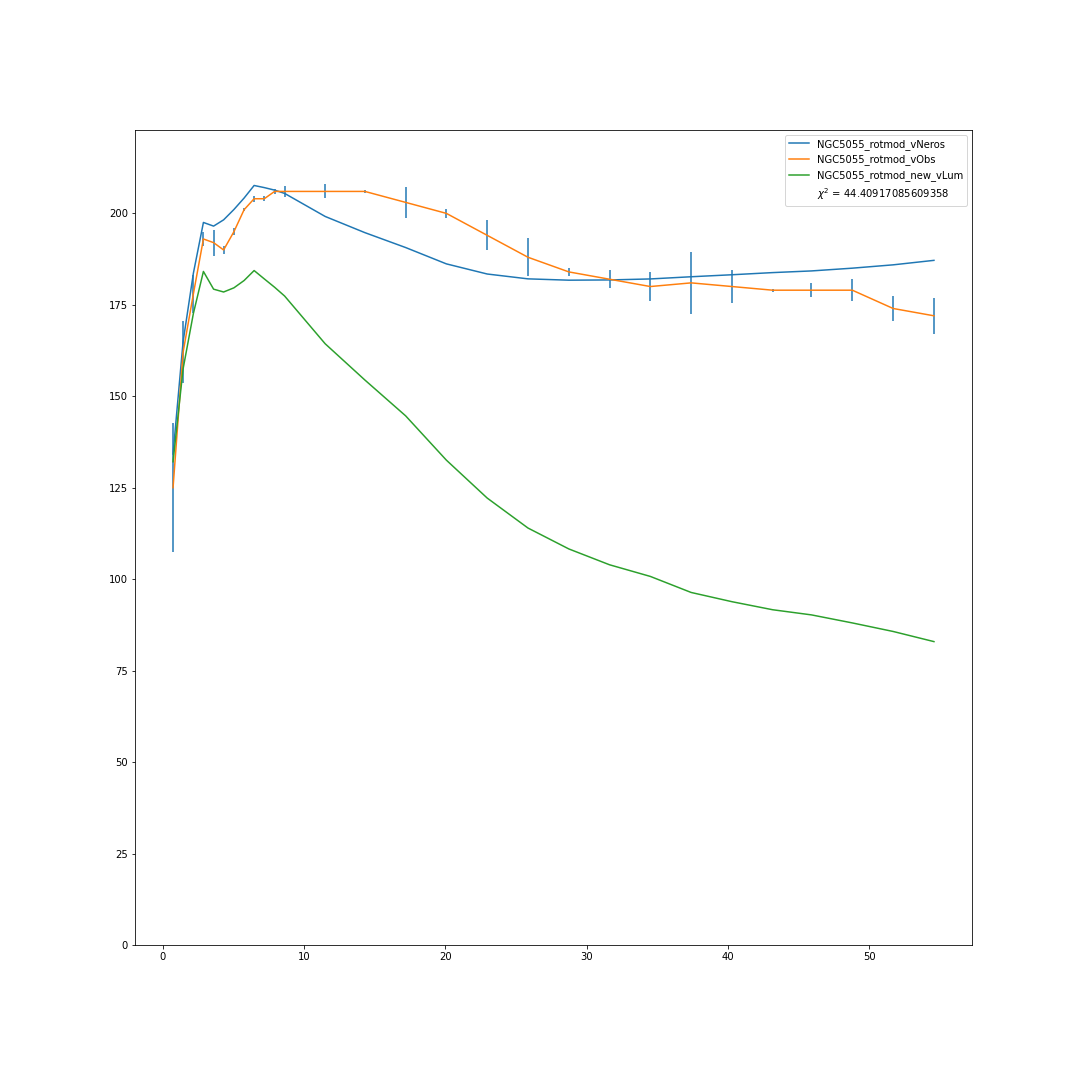 NGC5055_rotmod_vNeros
NGC5055_rotmod_vObs
NGC5055_rotmod_new_vLum
χ² = 44.40917085609358
200
175
150
125
100
75
50
25
0
0 10 20 30 40 50